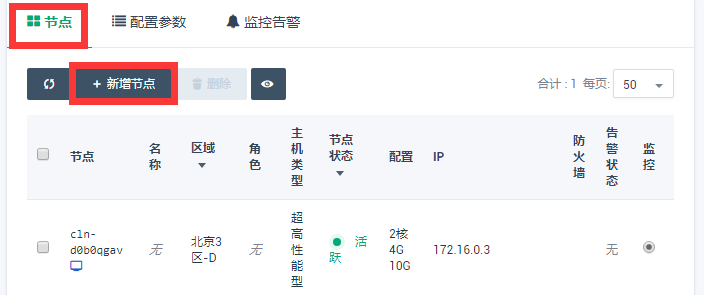 节点 配置参数 监控告警
+ 新增节点 删除 合计 : 1 每页: 50
节点 名称 区域 角色 主机类型 节点状态 配置 IP 防火墙 告警状态 监控
cln-d0b0qgav 无 北京3区-D 无 超高性能型 活跃 2核 4G 10G 172.16.0.3 无